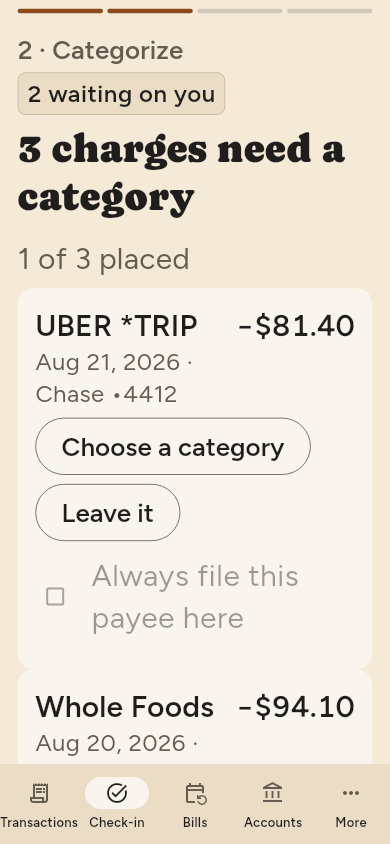 2 · Categorize
2 waiting on you
3 charges need a
category
1 of 3 placed
UBER *TRIP −$81.40
Aug 21, 2026 ·
Chase •4412
Choose a category
Leave it
Always file this
payee here
Whole Foods −$94.10
Aug 20, 2026 ·
Transactions Check-in Bills Accounts More